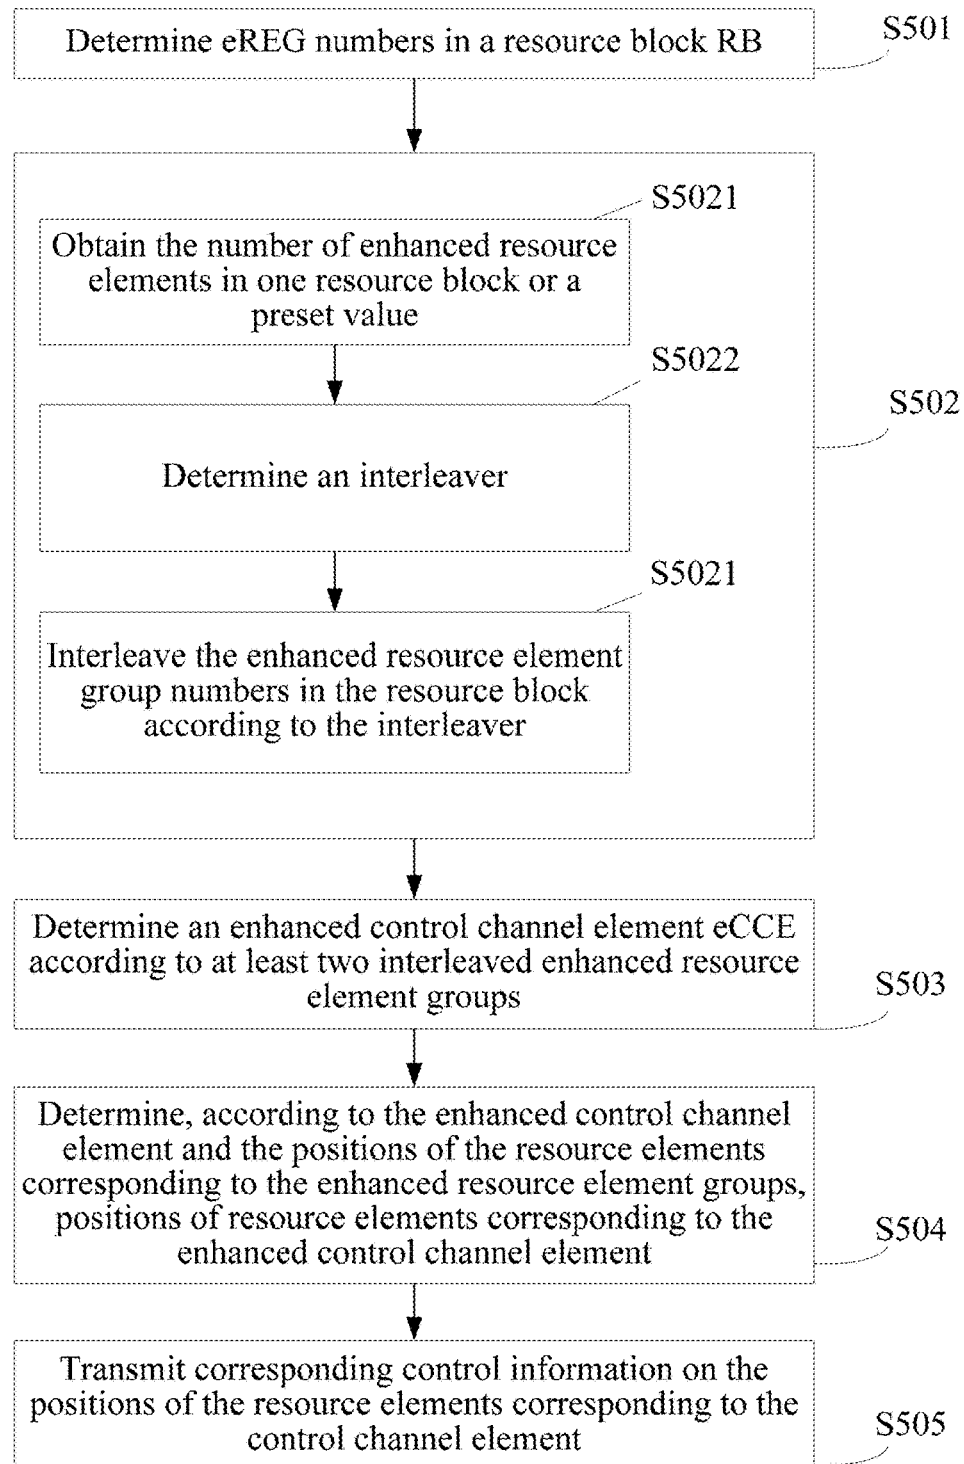 Determine eREG numbers in a resource block RB
S501
S5021
Obtain the number of enhanced resource
elements in one resource block or a
preset value
S5022
Determine an interleaver
S502
S5021
Interleave the enhanced resource element
group numbers in the resource block
according to the interleaver
Determine an enhanced control channel element eCCE
according to at least two interleaved enhanced resource
element groups
S503
Determine, according to the enhanced control channel
element and the positions of the resource elements
corresponding to the enhanced resource element groups,
positions of resource elements corresponding to the
enhanced control channel element
S504
Transmit corresponding control information on the
positions of the resource elements corresponding to the
control channel element
S505